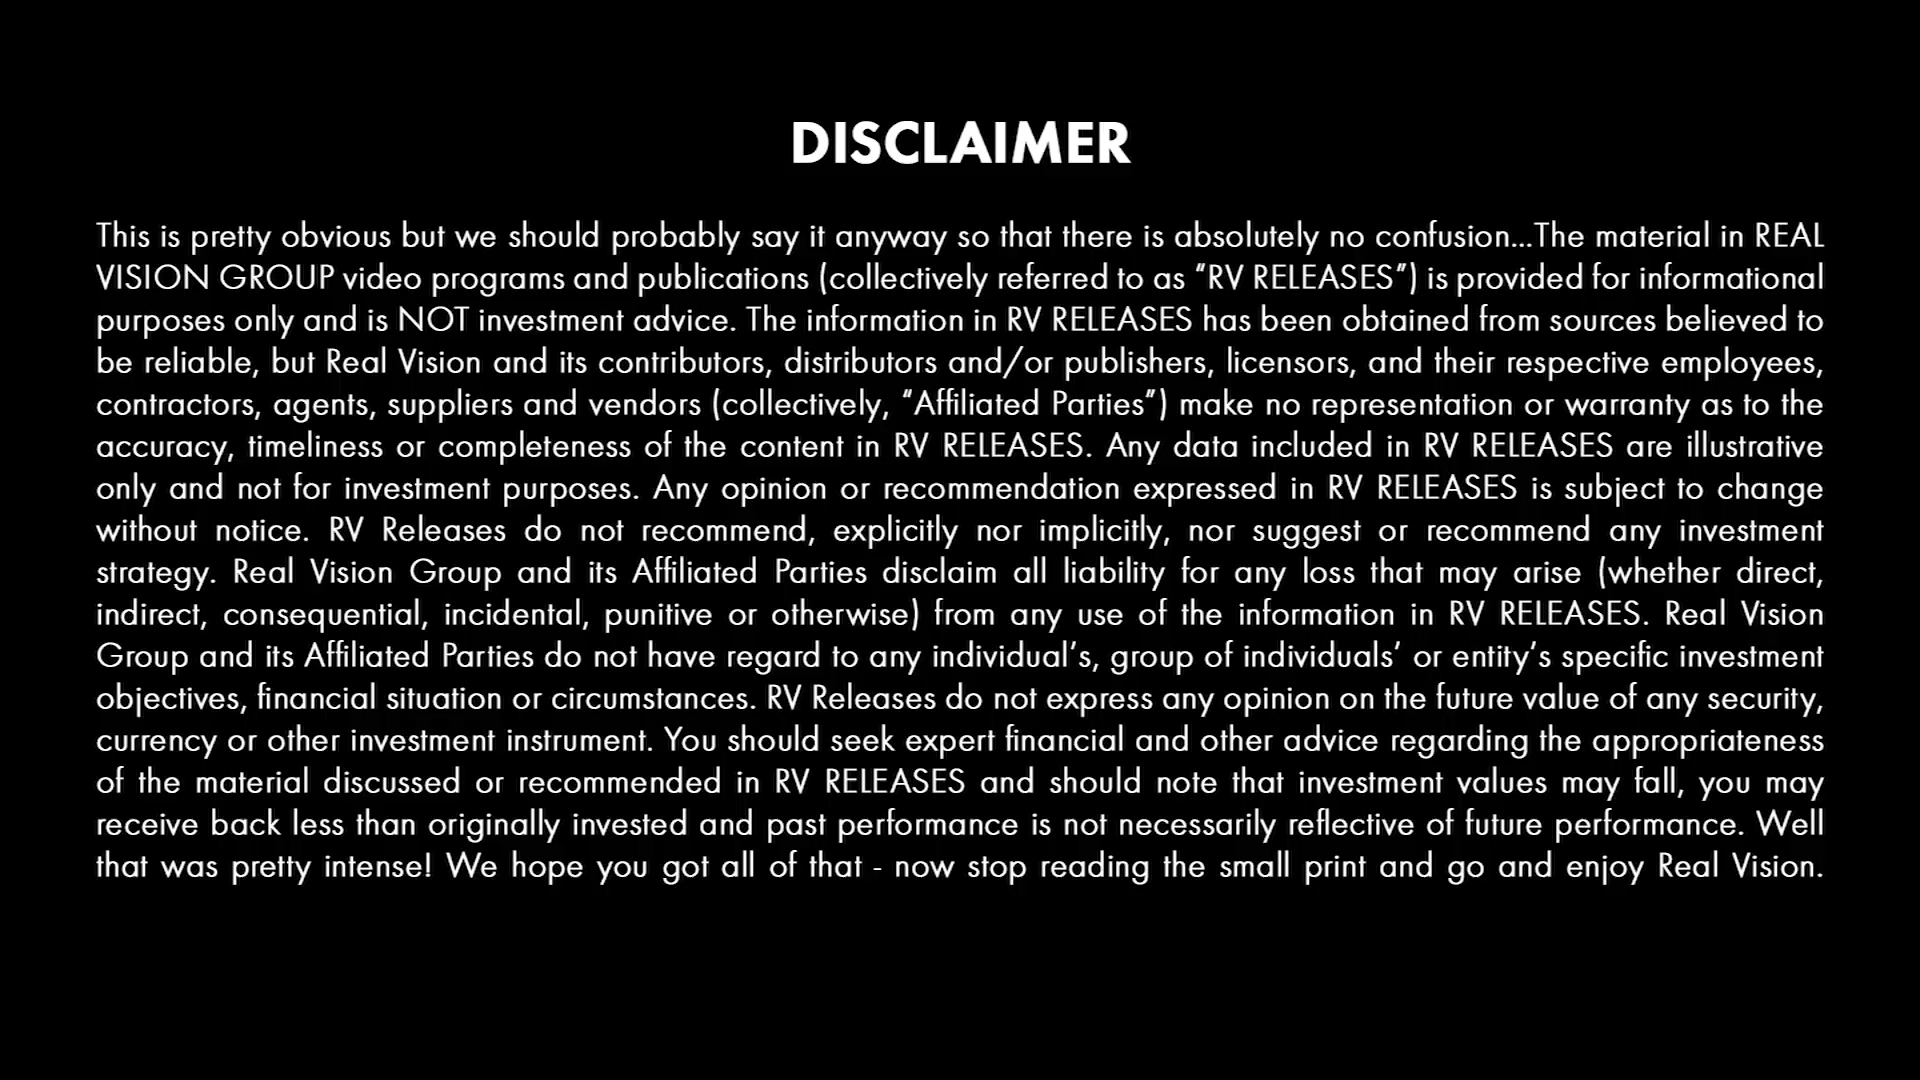 DISCLAIMER
This is pretty obvious but we should probably say it anyway so that there is absolutely no confusion...The material in REAL
VISION GROUP video programs and publications (collectively referred to as “RV RELEASES”) is provided for informational
purposes only and is NOT investment advice. The information in RV RELEASES has been obtained from sources believed to
be reliable, but Real Vision and its contributors, distributors and/or publishers, licensors, and their respective employees,
contractors, agents, suppliers and vendors (collectively, “Affiliated Parties”) make no representation or warranty as to the
accuracy, timeliness or completeness of the content in RV RELEASES. Any data included in RV RELEASES are illustrative
only and not for investment purposes. Any opinion or recommendation expressed in RV RELEASES is subject to change
without notice. RV Releases do not recommend, explicitly nor implicitly, nor suggest or recommend any investment
strategy. Real Vision Group and its Affiliated Parties disclaim all liability for any loss that may arise (whether direct,
indirect, consequential, incidental, punitive or otherwise) from any use of the information in RV RELEASES. Real Vision
Group and its Affiliated Parties do not have regard to any individual’s, group of individuals’ or entity’s specific investment
objectives, financial situation or circumstances. RV Releases do not express any opinion on the future value of any security,
currency or other investment instrument. You should seek expert financial and other advice regarding the appropriateness
of the material discussed or recommended in RV RELEASES and should note that investment values may fall, you may
receive back less than originally invested and past performance is not necessarily reflective of future performance. Well
that was pretty intense! We hope you got all of that - now stop reading the small print and go and enjoy Real Vision.